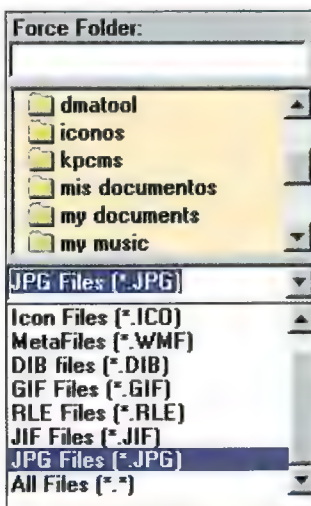 Force Folder:
dmatool
iconos
kpcms
mis documentos
my documents
my music
JPG Files (*.JPG)
Icon Files (*.ICO)
MetaFiles (*.WMF)
DIB files (*.DIB)
GIF Files (*.GIF)
RLE Files (*.RLE)
JIF Files (*.JIF)
JPG Files (*.JPG)
All Files (*.*)